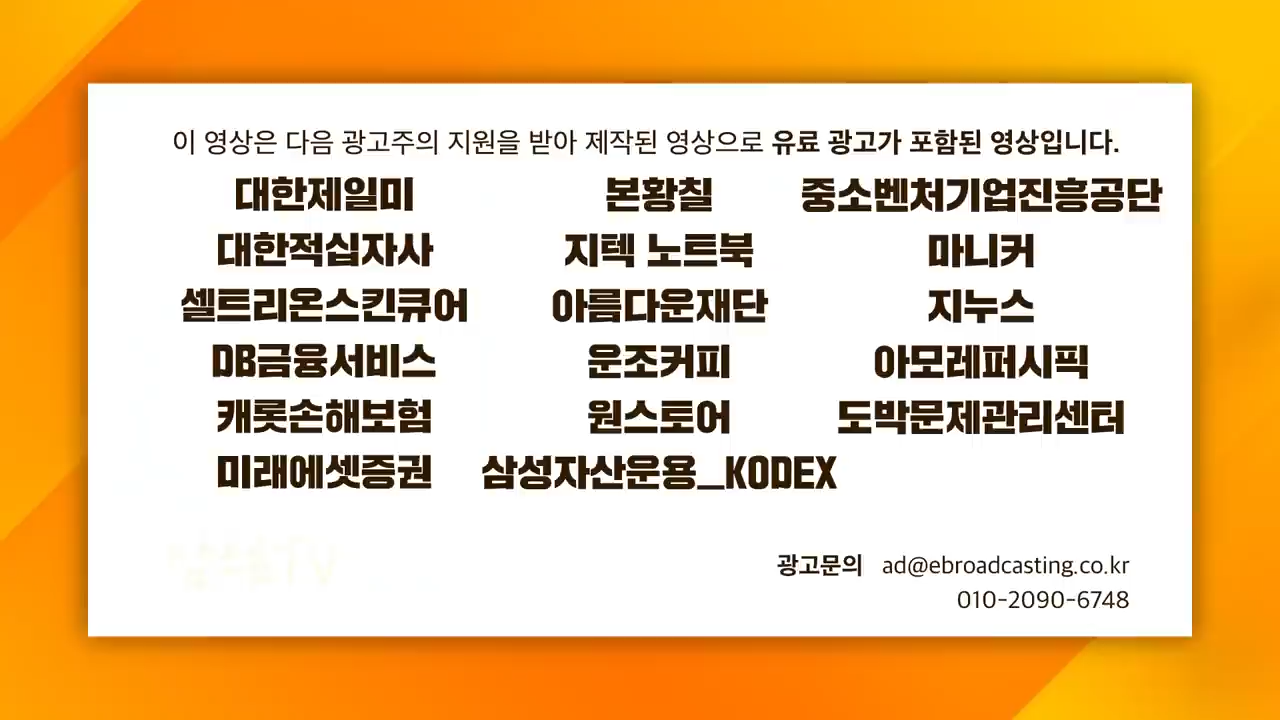 이 영상은 다음 광고주의 지원을 받아 제작된 영상으로 유료 광고가 포함된 영상입니다.
대한제일미 본황칠 중소벤처기업진흥공단
대한적십자사 지텍 노트북 마니커
셀트리온스킨큐어 아름다운재단 지누스
DB금융서비스 운조커피 아모레퍼시픽
캐롯손해보험 원스토어 도박문제관리센터
미래에셋증권 삼성자산운용_KODEX
광고문의 ad@ebroadcasting.co.kr
010-2090-6748